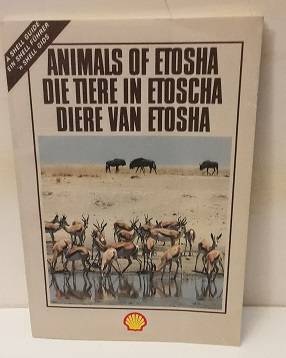 A SHELL GUIDE
EIN SHELL FÜHRER
'n SHELL GIDS
ANIMALS OF ETOSHA
DIE TIERE IN ETOSCHA
DIERE VAN ETOSHA